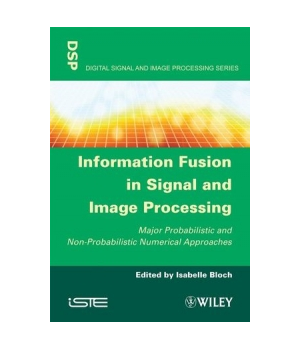 DSP
DIGITAL SIGNAL AND IMAGE PROCESSING SERIES
Information Fusion
in Signal and
Image Processing
Major Probabilistic and
Non-Probabilistic Numerical Approaches
Edited by Isabelle Bloch
iSTE
WILEY